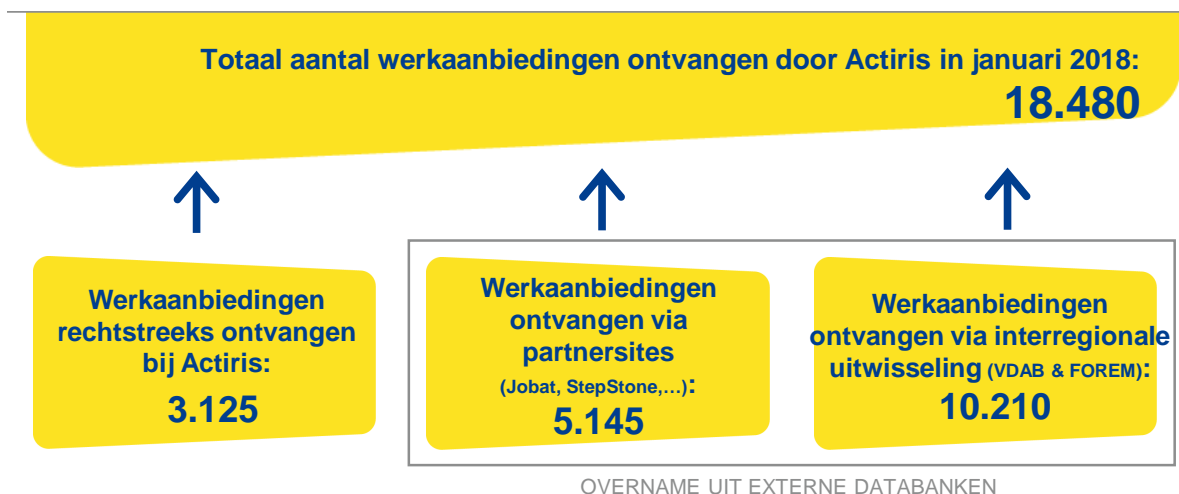 Totaal aantal werkaanbiedingen ontvangen door Actiris in januari 2018:
18.480
Werkaanbiedingen
rechtstreeks ontvangen
bij Actiris:
3.125
Werkaanbiedingen
ontvangen via
partnersites
(Jobat, StepStone,…):
5.145
Werkaanbiedingen
ontvangen via interregionale
uitwisseling (VDAB & FOREM):
10.210
OVERNAME UIT EXTERNE DATABANKEN